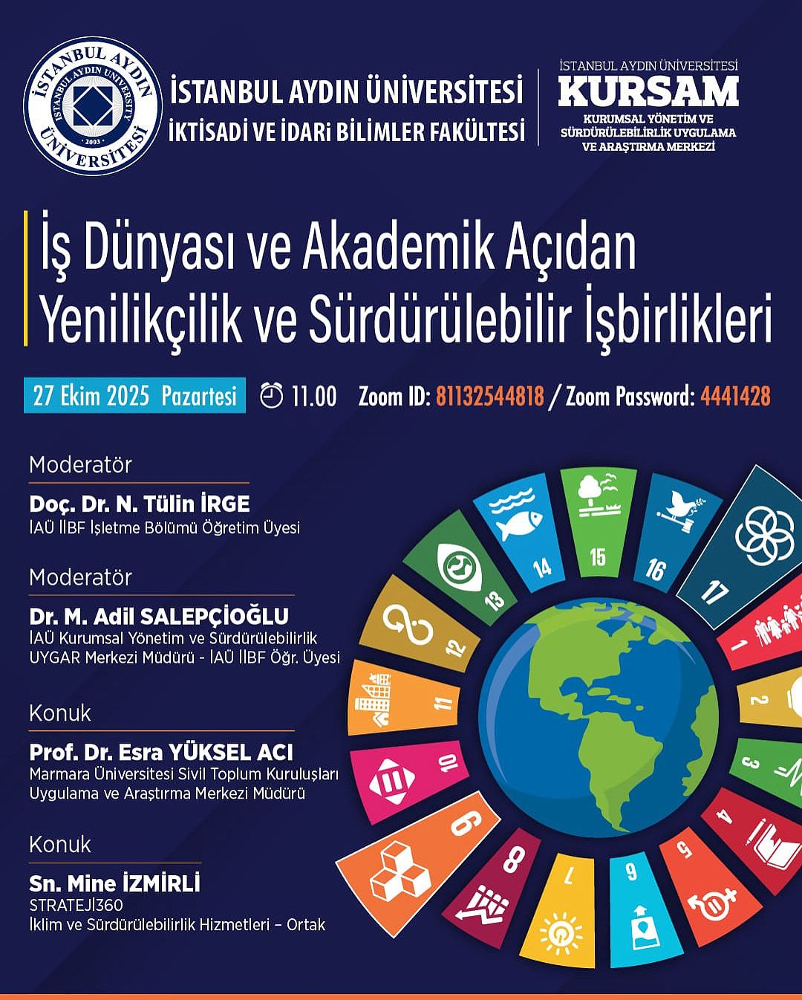 İSTANBUL AYDIN ÜNİVERSİTESİ
İSTANBUL AYDIN UNIVERSITY
· 2003 ·
İSTANBUL AYDIN ÜNİVERSİTESİ
İKTİSADİ VE İDARİ BİLİMLER FAKÜLTESİ
İSTANBUL AYDIN ÜNİVERSİTESİ
KURSAM
KURUMSAL YÖNETİM VE
SÜRDÜRÜLEBİLİRLİK UYGULAMA
VE ARAŞTIRMA MERKEZİ
İş Dünyası ve Akademik Açıdan
Yenilikçilik ve Sürdürülebilir İşbirlikleri
27 Ekim 2025 Pazartesi
11.00
Zoom ID: 81132544818 / Zoom Password: 4441428
Moderatör
Doç. Dr. N. Tülin İRGE
İAÜ İİBF İşletme Bölümü Öğretim Üyesi
Moderatör
Dr. M. Adil SALEPÇİOĞLU
İAÜ Kurumsal Yönetim ve Sürdürülebilirlik
UYGAR Merkezi Müdürü - İAÜ İİBF Öğr. Üyesi
Konuk
Prof. Dr. Esra YÜKSEL ACI
Marmara Üniversitesi Sivil Toplum Kuruluşları
Uygulama ve Araştırma Merkezi Müdürü
Konuk
Sn. Mine İZMİRLİ
STRATEJİ360
İklim ve Sürdürülebilirlik Hizmetleri – Ortak
1
2
3
4
5
6
7
8
9
10
11
12
13
14
15
16
17